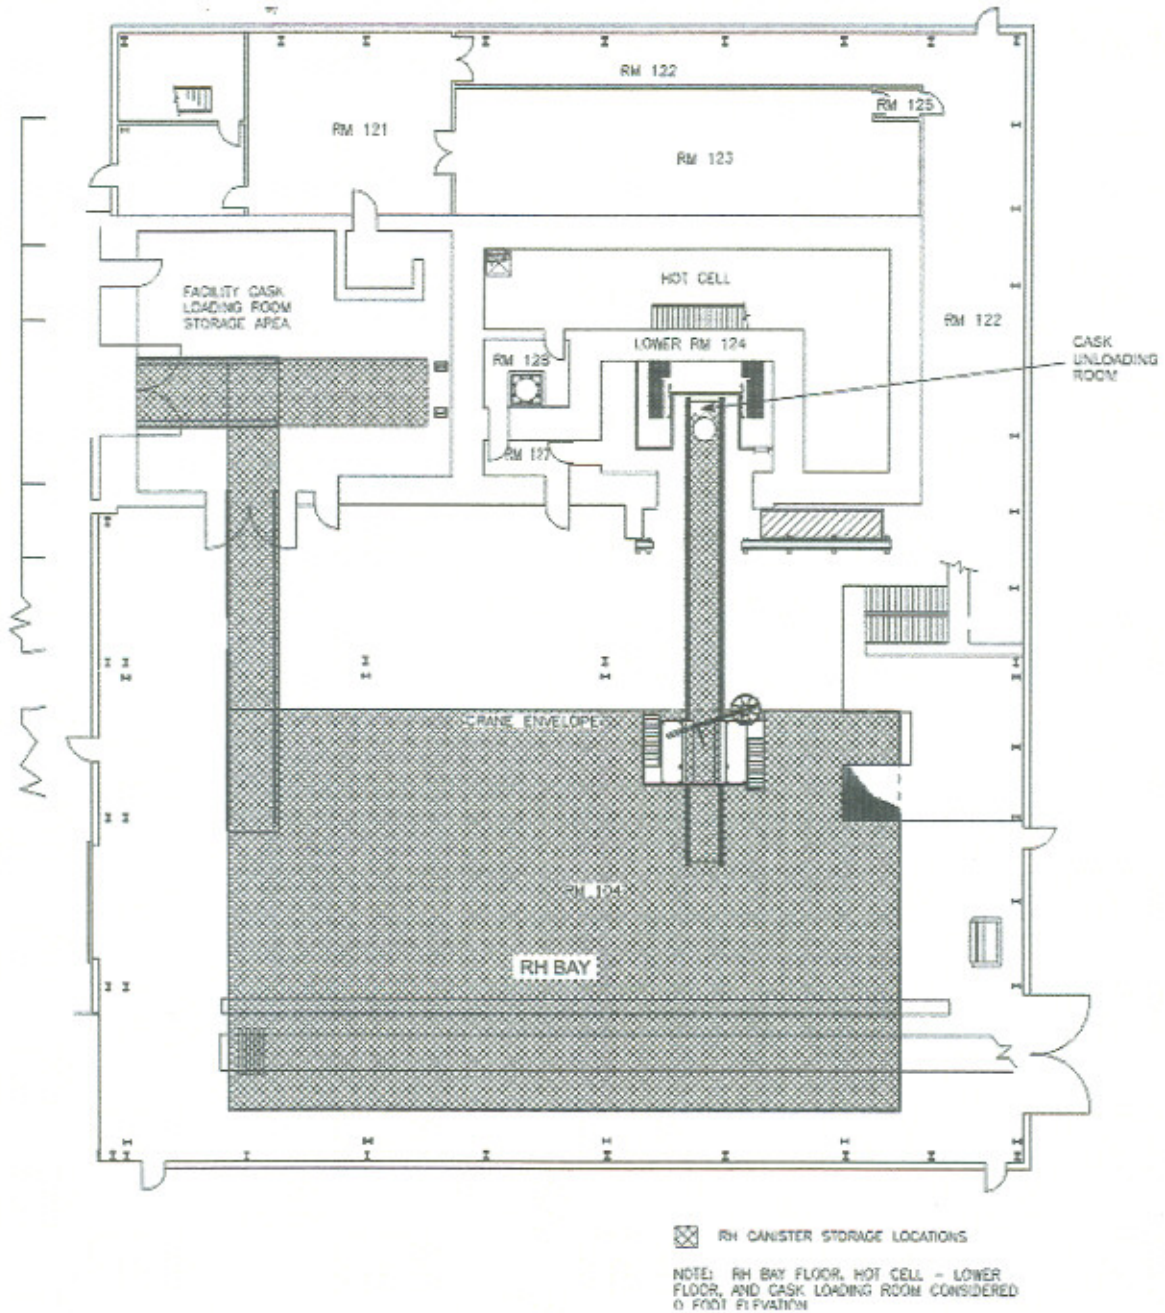 RM 122
RM 125
RM 121
RM 123
HOT CELL
FACILITY CASK
LOADING ROOM
STORAGE AREA
RM 122
LOWER RM 124
CASK
UNLOADING
ROOM
RM 128
RM 127
CRANE ENVELOPE
RM 104
RH BAY
RH CANISTER STORAGE LOCATIONS
NOTE: RH BAY FLOOR, HOT CELL - LOWER
FLOOR, AND CASK LOADING ROOM CONSIDERED
0 FOOT ELEVATION